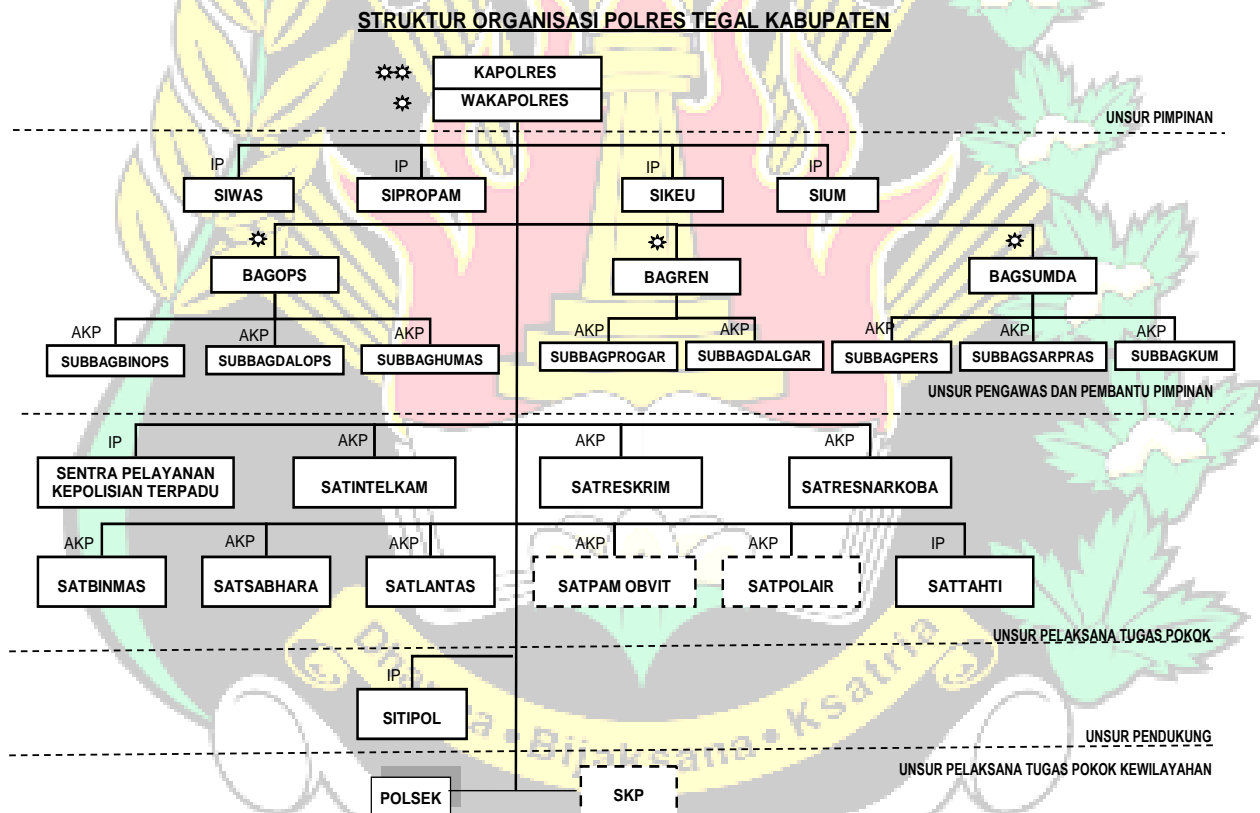 STRUKTUR ORGANISASI POLRES TEGAL KABUPATEN
KAPOLRES
WAKAPOLRES
UNSUR PIMPINAN
IP IP IP IP
SIWAS SIPROPAM SIKEU SIUM
BAGOPS BAGREN BAGSUMDA
AKP AKP AKP AKP AKP AKP AKP AKP
SUBBAGBINOPS SUBBAGDALOPS SUBBAGHUMAS SUBBAGPROGAR SUBBAGDALGAR SUBBAGPERS SUBBAGSARPRAS SUBBAGKUM
UNSUR PENGAWAS DAN PEMBANTU PIMPINAN
IP AKP AKP AKP
SENTRA PELAYANAN
KEPOLISIAN TERPADU
SATINTELKAM SATRESKRIM SATRESNARKOBA
AKP AKP AKP AKP AKP IP
SATBINMAS SATSABHARA SATLANTAS SATPAM OBVIT SATPOLAIR SATTAHTI
UNSUR PELAKSANA TUGAS POKOK
IP
SITIPOL
UNSUR PENDUKUNG
UNSUR PELAKSANA TUGAS POKOK KEWILAYAHAN
POLSEK SKP
Bijaksana • Ksatria